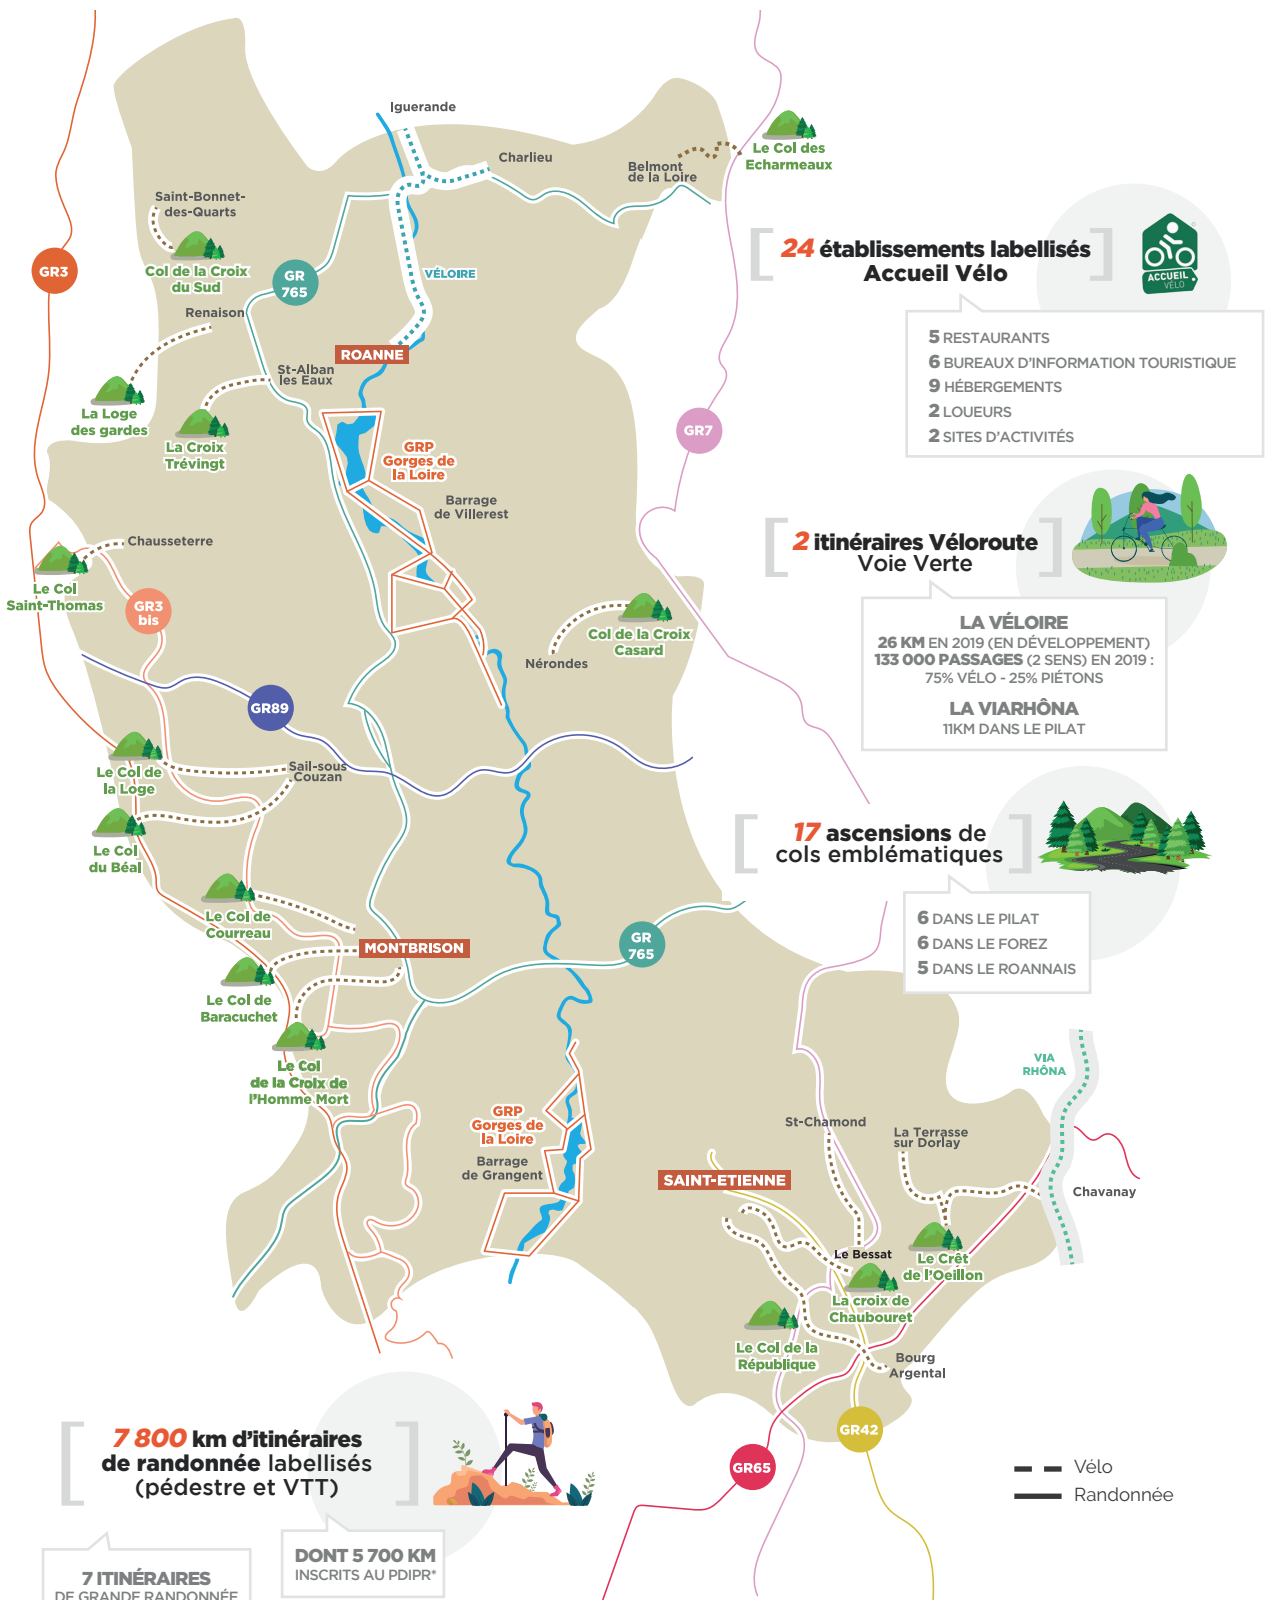 Iguerande
Charlieu
Belmont
de la Loire
Le Col des
Echarmeaux
Saint-Bonnet-
des-Quarts
Col de la Croix
du Sud
GR3
GR
765
VÉLOIRE
Renaison
ROANNE
St-Alban
les Eaux
La Loge
des gardes
La Croix
Trévingt
GRP
Gorges de
la Loire
Barrage
de Villerest
GR7
Chausseterre
Le Col
Saint-Thomas
GR3
bis
Col de la Croix
Casard
Nérondes
GR89
Sail-sous
Couzan
Le Col de
la Loge
Le Col
du Béal
Le Col de
Courreau
MONTBRISON
GR
765
Le Col de
Baracuchet
Le Col
de la Croix de
l'Homme Mort
GRP
Gorges de
la Loire
Barrage
de Grangent
SAINT-ETIENNE
St-Chamond
La Terrasse
sur Dorlay
VIA
RHÔNA
Chavanay
Le Bessat
Le Crêt
de l'Oeillon
La croix de
Chaubouret
Le Col de la
République
Bourg
Argental
GR42
GR65
24 établissements labellisés
Accueil Vélo
ACCUEIL
VÉLO
5 RESTAURANTS
6 BUREAUX D'INFORMATION TOURISTIQUE
9 HÉBERGEMENTS
2 LOUEURS
2 SITES D'ACTIVITÉS
2 itinéraires Véloroute
Voie Verte
LA VÉLOIRE
26 KM EN 2019 (EN DÉVELOPPEMENT)
133 000 PASSAGES (2 SENS) EN 2019 :
75% VÉLO - 25% PIÉTONS
LA VIARHÔNA
11KM DANS LE PILAT
17 ascensions de
cols emblématiques
6 DANS LE PILAT
6 DANS LE FOREZ
5 DANS LE ROANNAIS
7 800 km d'itinéraires
de randonnée labellisés
(pédestre et VTT)
DONT 5 700 KM
INSCRITS AU PDIPR*
7 ITINÉRAIRES
DE GRANDE RANDONNÉE
Vélo
Randonnée